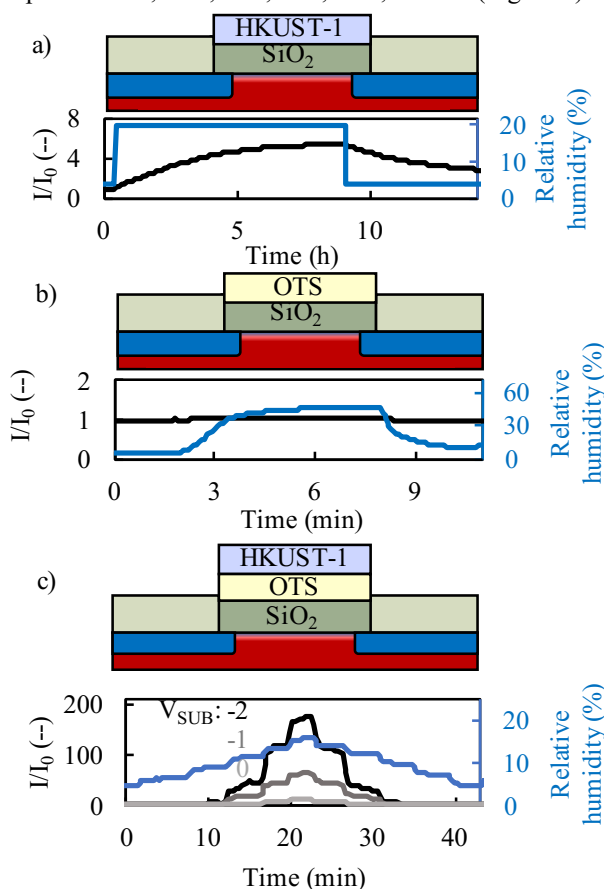 a)
HKUST-1
SiO2
I/I0 (--)
8
4
0
20
10
0
Relative
humidity (%)
0 5 10
Time (h)
b)
OTS
SiO2
I/I0 (--)
2
1
0
60
30
0
Relative
humidity (%)
0 3 6 9
Time (min)
c)
HKUST-1
OTS
SiO2
I/I0 (--)
200
100
0
VSUB: -2
-1
0
20
10
0
Relative
humidity (%)
0 10 20 30 40
Time (min)